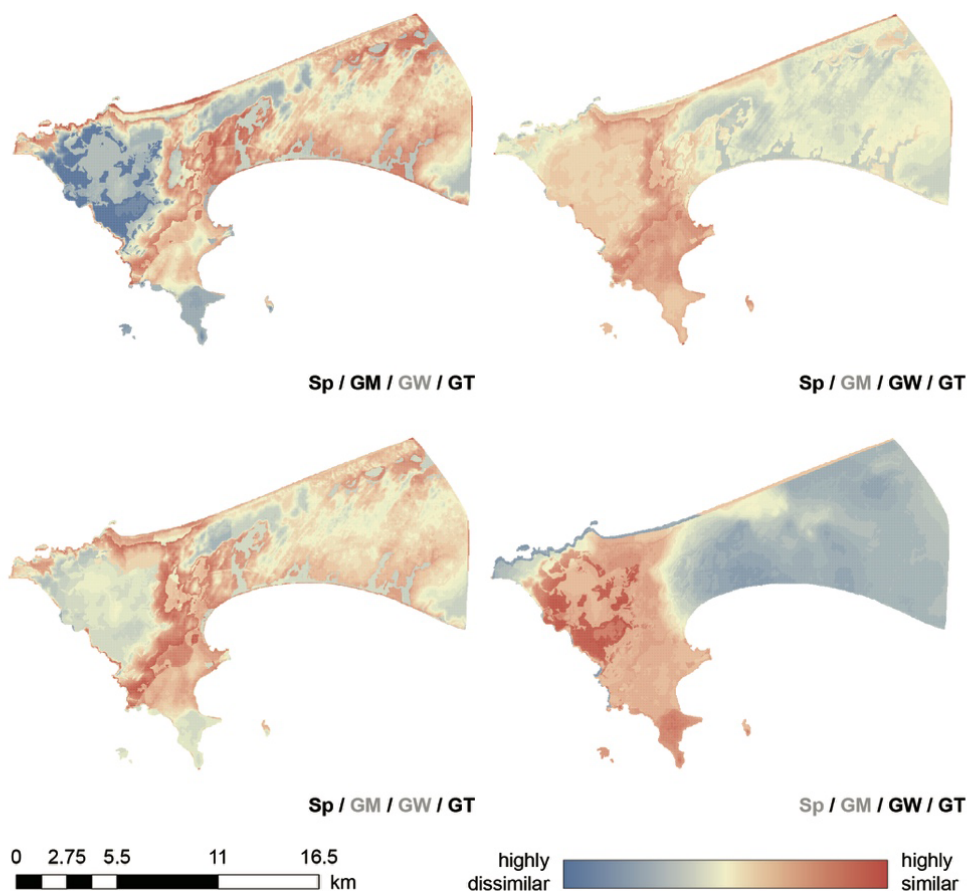 Sp / GM / GW / GT
Sp / GM / GW / GT
Sp / GM / GW / GT
Sp / GM / GW / GT
0 2.75 5.5 11 16.5
km
highly dissimilar
highly similar